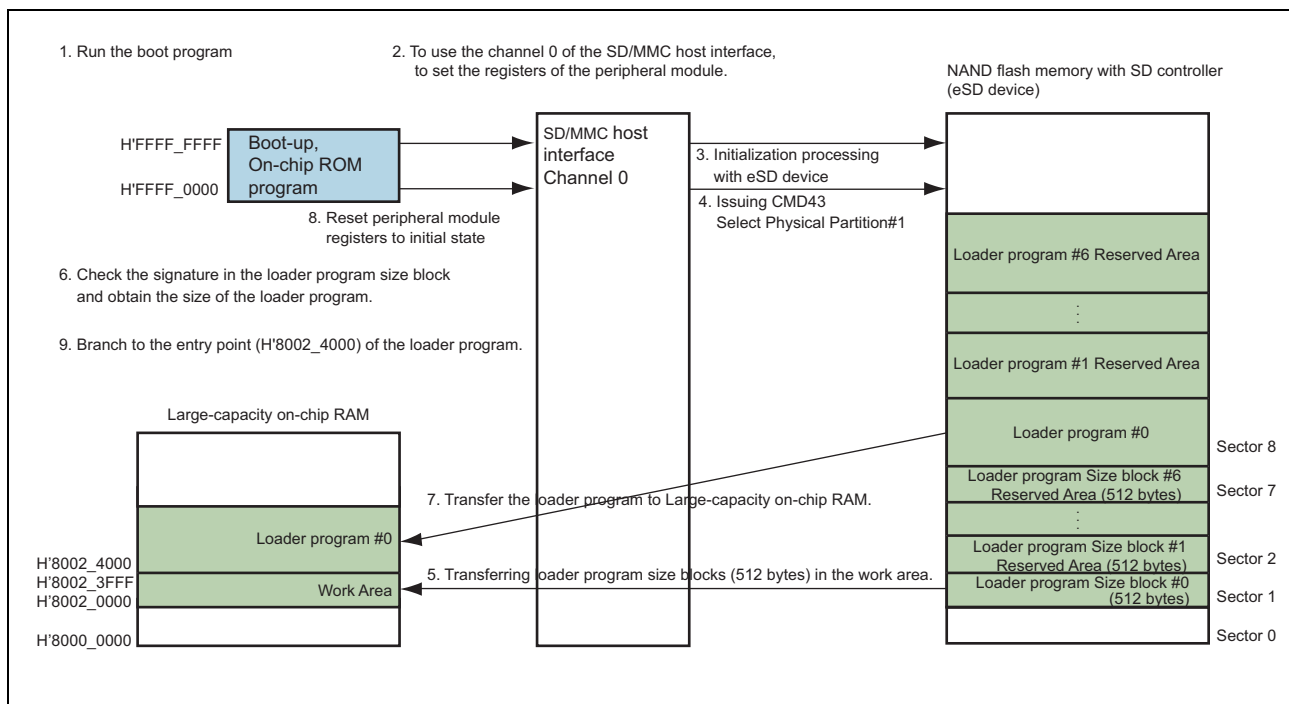 1. Run the boot program
2. To use the channel 0 of the SD/MMC host interface,
to set the registers of the peripheral module.
NAND flash memory with SD controller
(eSD device)
H'FFFF_FFFF
H'FFFF_0000
Boot-up,
On-chip ROM
program
SD/MMC host
interface
Channel 0
3. Initialization processing
with eSD device
4. Issuing CMD43
Select Physical Partition#1
8. Reset peripheral module
registers to initial state
6. Check the signature in the loader program size block
and obtain the size of the loader program.
9. Branch to the entry point (H'8002_4000) of the loader program.
Loader program #6 Reserved Area
:
Loader program #1 Reserved Area
Loader program #0
Sector 8
Loader program Size block #6
Reserved Area (512 bytes)
Sector 7
:
Loader program Size block #1
Reserved Area (512 bytes)
Sector 2
Loader program Size block #0
(512 bytes)
Sector 1
Sector 0
Large-capacity on-chip RAM
7. Transfer the loader program to Large-capacity on-chip RAM.
Loader program #0
H'8002_4000
H'8002_3FFF
H'8002_0000
Work Area
5. Transferring loader program size blocks (512 bytes) in the work area.
H'8000_0000